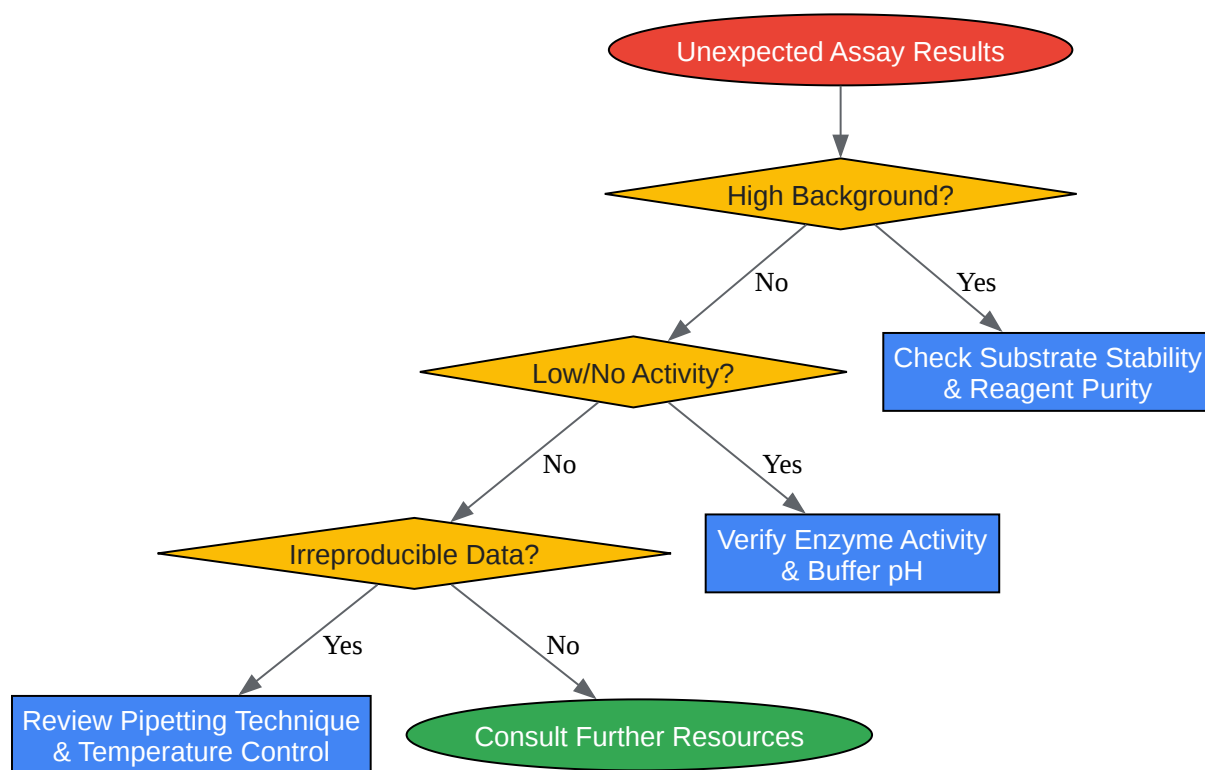 Unexpected Assay Results
High Background?
No
Yes
Check Substrate Stability
& Reagent Purity
Low/No Activity?
No
Yes
Verify Enzyme Activity
& Buffer pH
Irreproducible Data?
Yes
No
Review Pipetting Technique
& Temperature Control
Consult Further Resources